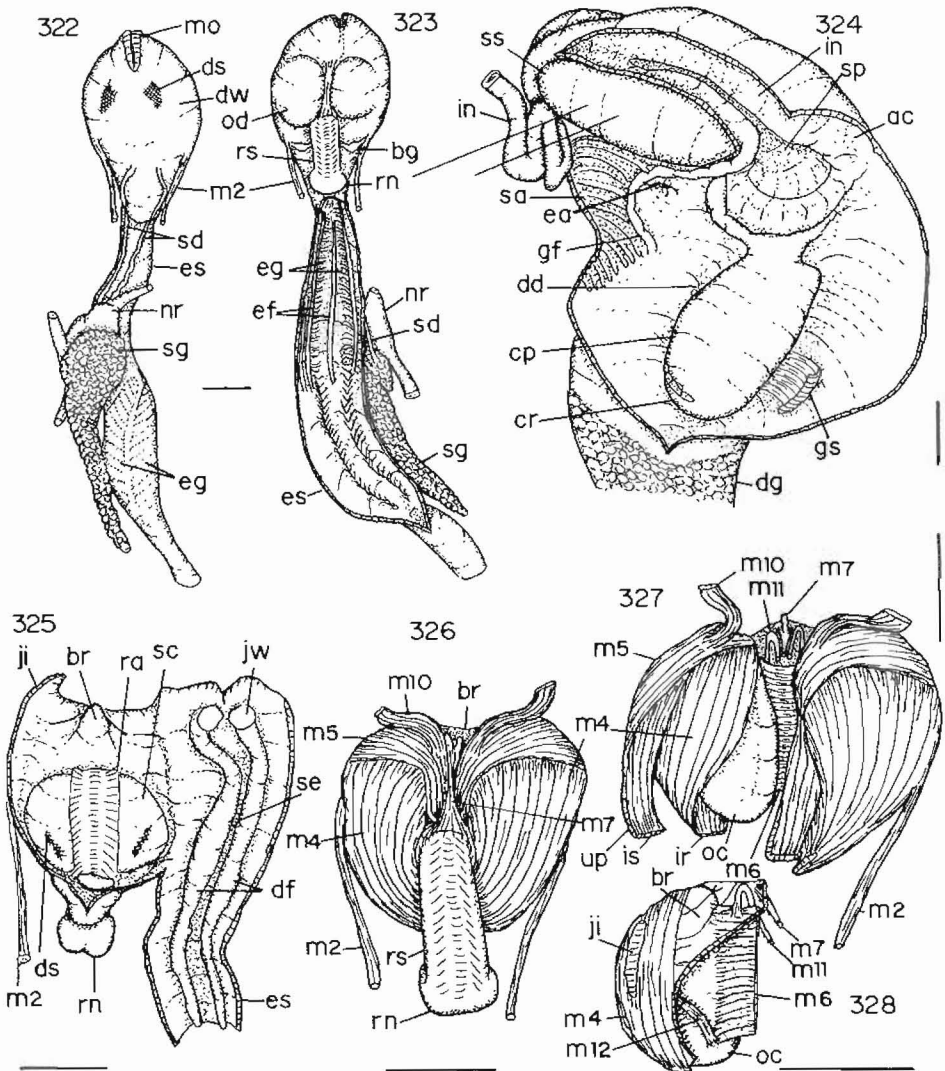 322
mo
ds
dw
od
rs
m2
sd
es
nr
sg
eg
323
bg
rn
eg
ef
nr
sd
sg
es
324
ss
in
in
sp
ac
sa
ea
gf
dd
cp
cr
gs
dg
325
ji
br
ra
sc
jw
se
df
ds
m2
rn
es
326
m10
br
m5
m4
m4
m7
m2
rs
rn
327
m10
m11
m7
m5
m4
up
is
ir
oc
m6
m2
328
br
ji
m7
m11
m6
m4
m12
oc